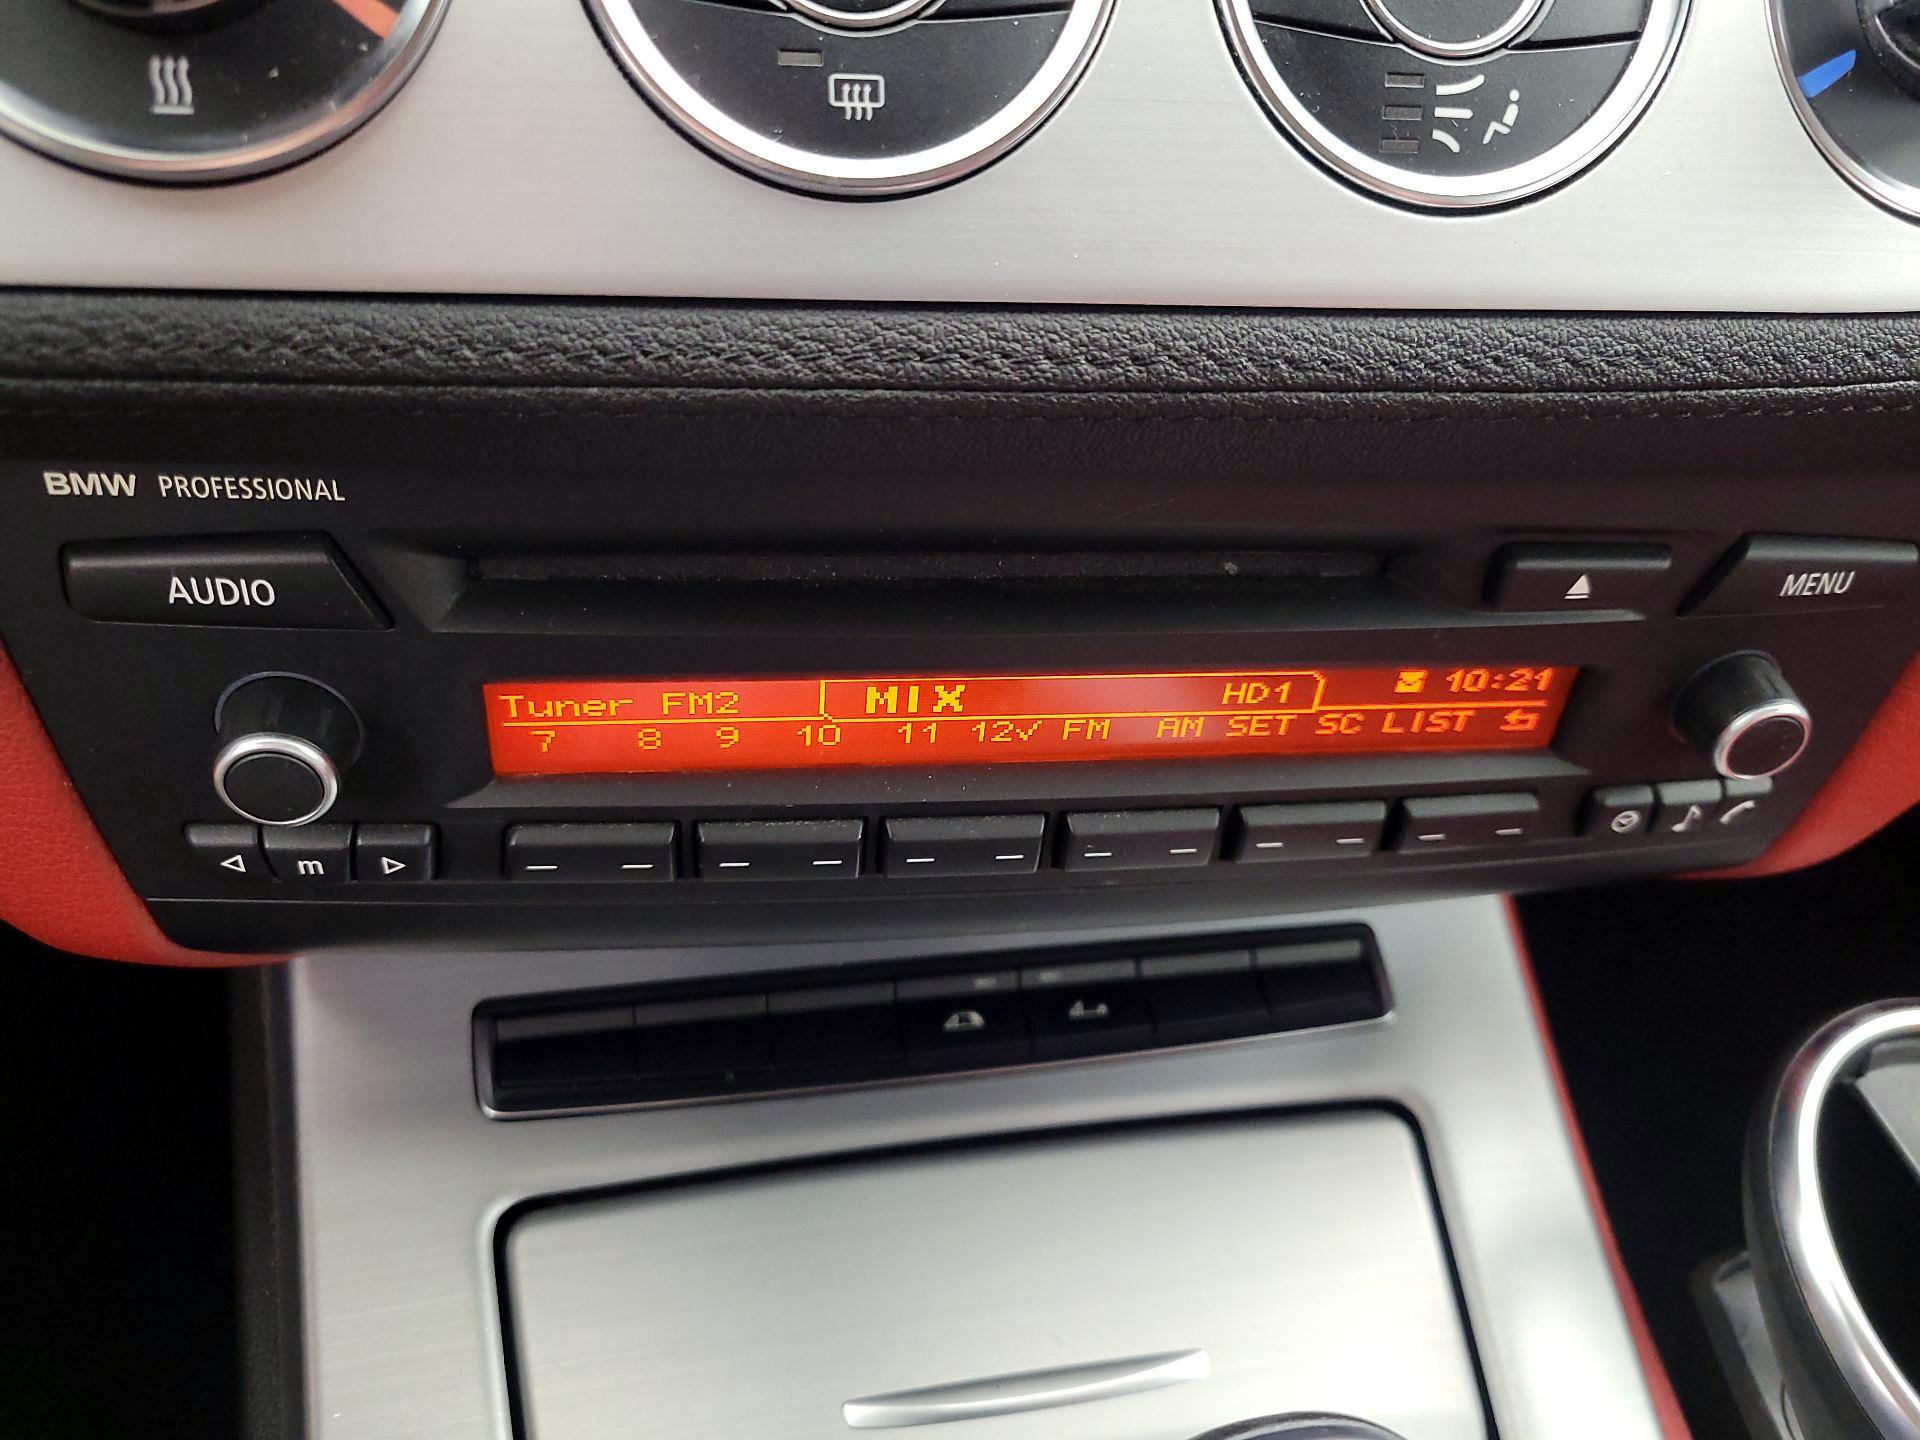 BMW PROFESSIONAL
AUDIO
MENU
Tuner FM2 MIX HD1 10:21
7 8 9 10 11 12✓ FM AM SET SC LIST
m